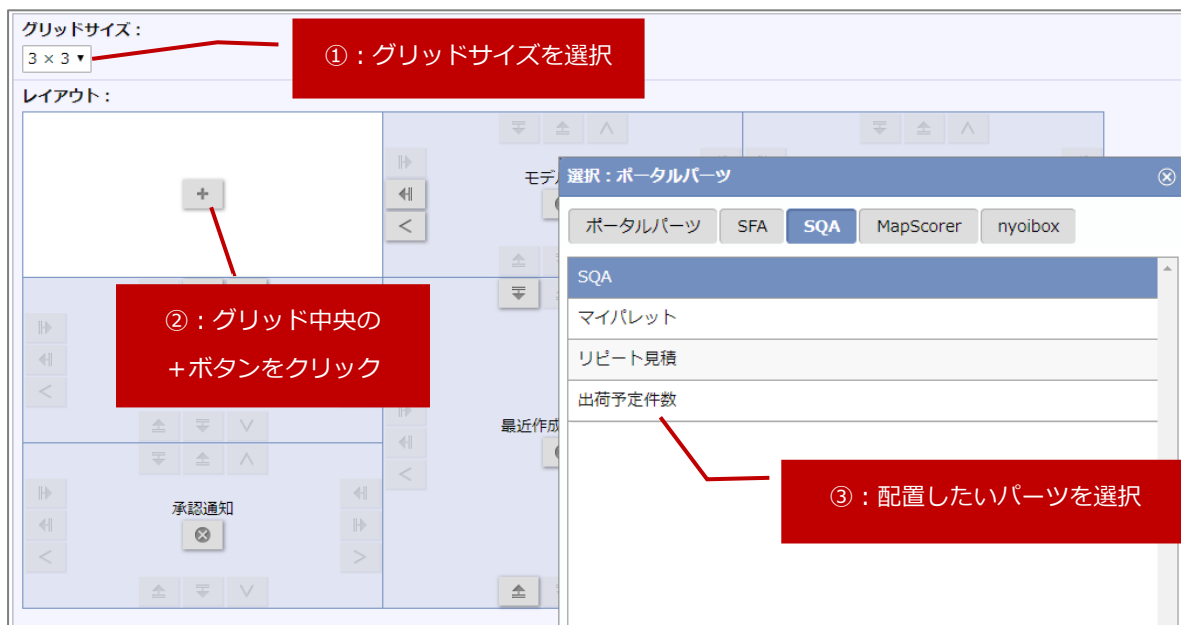 グリッドサイズ：
①：グリッドサイズを選択
3 × 3
レイアウト：
+
モデ
選択：ポータルパーツ
ポータルパーツ SFA SQA MapScorer nyoibox
SQA
マイパレット
リピート見積
出荷予定件数
②：グリッド中央の
＋ボタンをクリック
最近作成
③：配置したいパーツを選択
承認通知